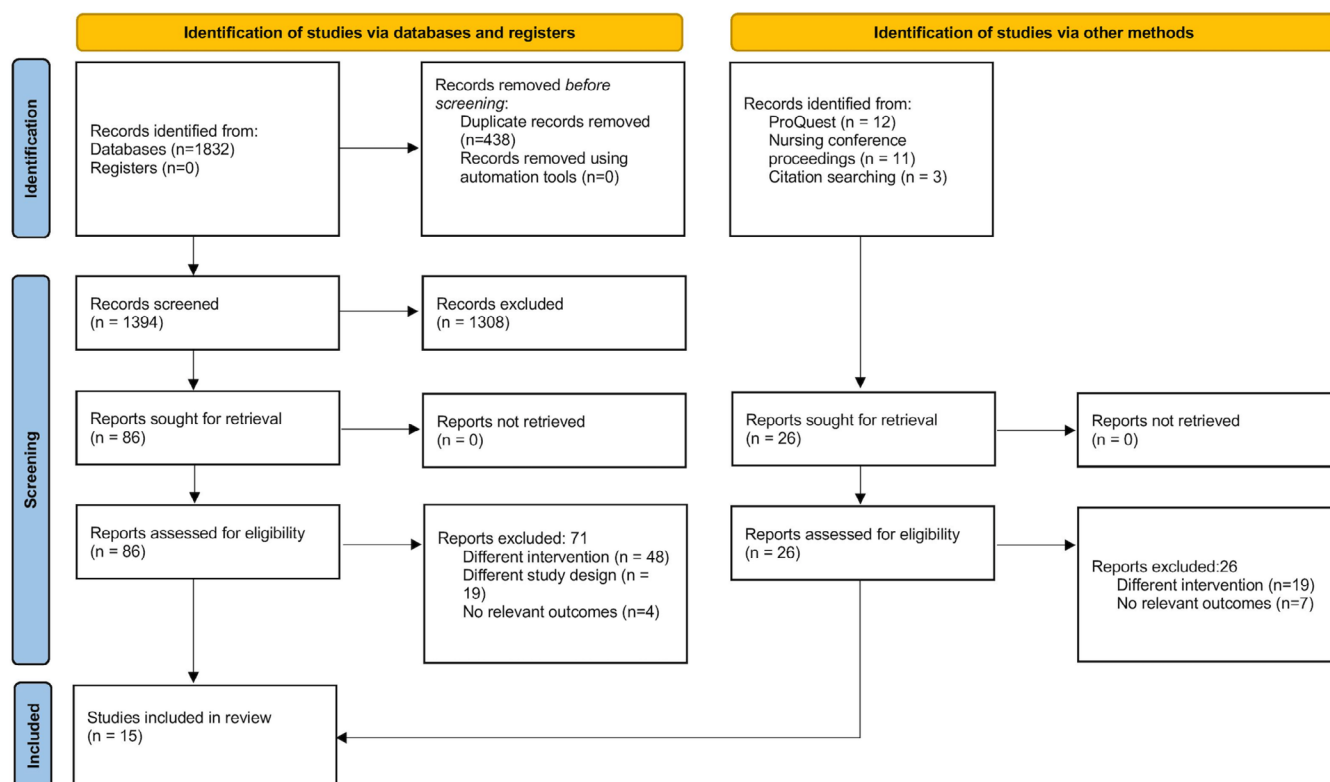 Identification of studies via databases and registers
Identification of studies via other methods
Identification
Records identified from:
Databases (n=1832)
Registers (n=0)
Records removed before
screening:
Duplicate records removed
(n=438)
Records removed using
automation tools (n=0)
Records identified from:
ProQuest (n = 12)
Nursing conference
proceedings (n = 11)
Citation searching (n = 3)
Screening
Records screened
(n = 1394)
Records excluded
(n = 1308)
Reports sought for retrieval
(n = 86)
Reports not retrieved
(n = 0)
Reports sought for retrieval
(n = 26)
Reports not retrieved
(n = 0)
Reports assessed for eligibility
(n = 86)
Reports excluded: 71
Different intervention (n = 48)
Different study design (n =
19)
No relevant outcomes (n=4)
Reports assessed for eligibility
(n = 26)
Reports excluded:26
Different intervention (n=19)
No relevant outcomes (n=7)
Included
Studies included in review
(n = 15)